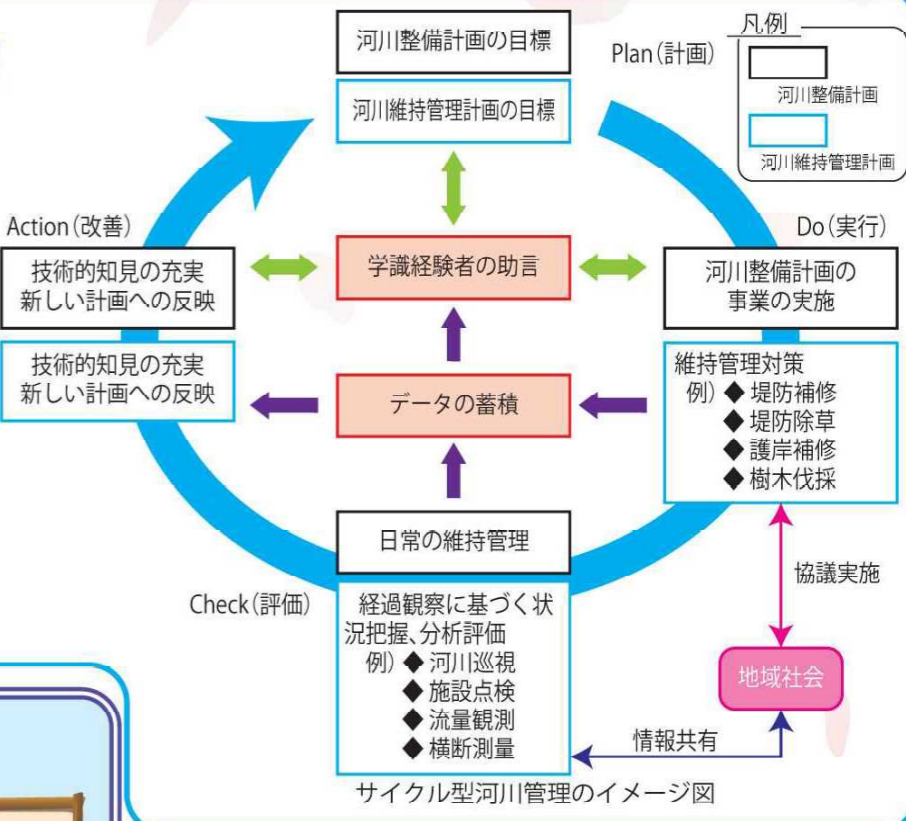 河川整備計画の目標
河川維持管理計画の目標
Plan（計画）
凡例
河川整備計画
河川維持管理計画
Action（改善）
技術的知見の充実
新しい計画への反映
技術的知見の充実
新しい計画への反映
学識経験者の助言
データの蓄積
Do（実行）
河川整備計画の
事業の実施
維持管理対策
例）◆ 堤防補修
◆ 堤防除草
◆ 護岸補修
◆ 樹木伐採
日常の維持管理
Check（評価）
経過観察に基づく状
況把握、分析評価
例）◆ 河川巡視
◆ 施設点検
◆ 流量観測
◆ 横断測量
協議実施
地域社会
情報共有
サイクル型河川管理のイメージ図